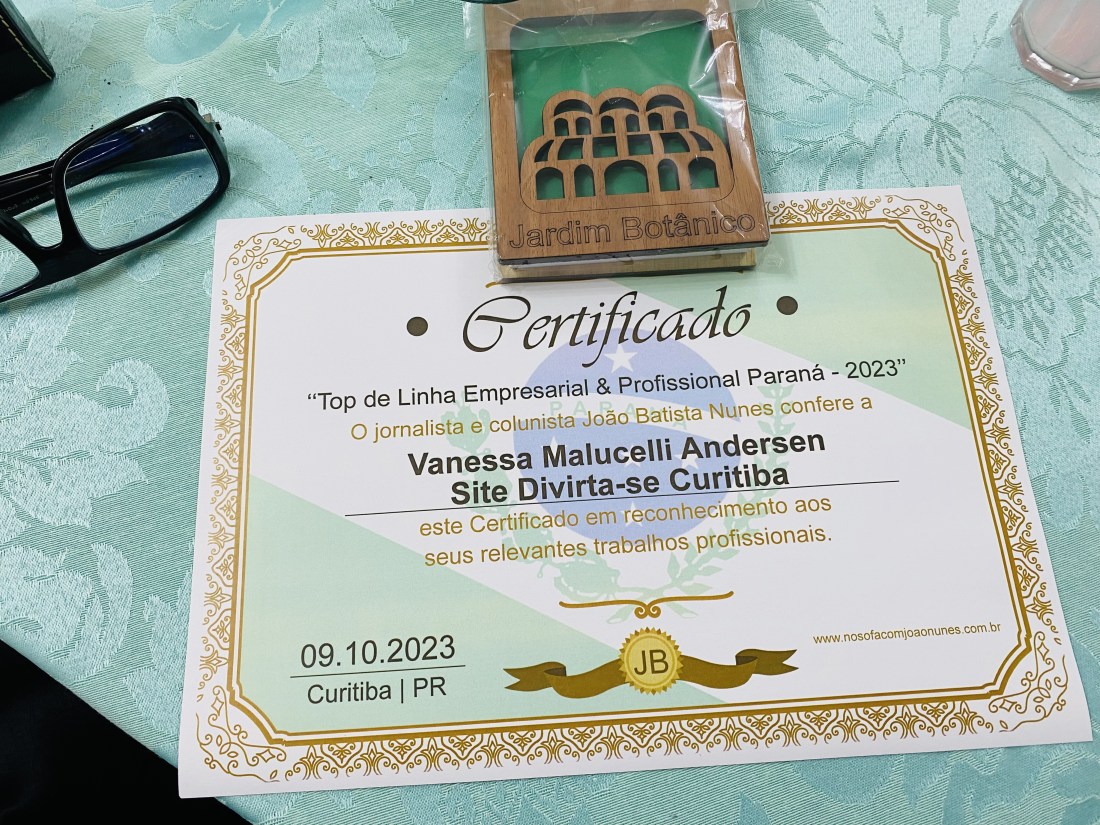 Jardim Botânico
• Certificado •
“Top de Linha Empresarial & Profissional Paraná - 2023”
PARANÁ
O jornalista e colunista João Batista Nunes confere a
Vanessa Malucelli Andersen
Site Divirta-se Curitiba
este Certificado em reconhecimento aos
seus relevantes trabalhos profissionais.
www.nosofacomjoaonunes.com.br
09.10.2023
Curitiba | PR
JB